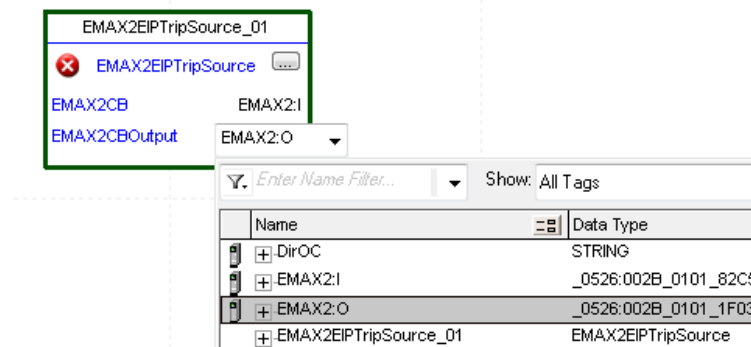 EMAX2EIPTripSource_01
EMAX2EIPTripSource ...
EMAX2CB EMAX2:I
EMAX2CBOutput EMAX2:O
Enter Name Filter... Show: All Tags
Name Data Type
DirOC STRING
EMAX2:I _0526:002B_0101_82C5
EMAX2:O _0526:002B_0101_1F03
EMAX2EIPTripSource_01 EMAX2EIPTripSource